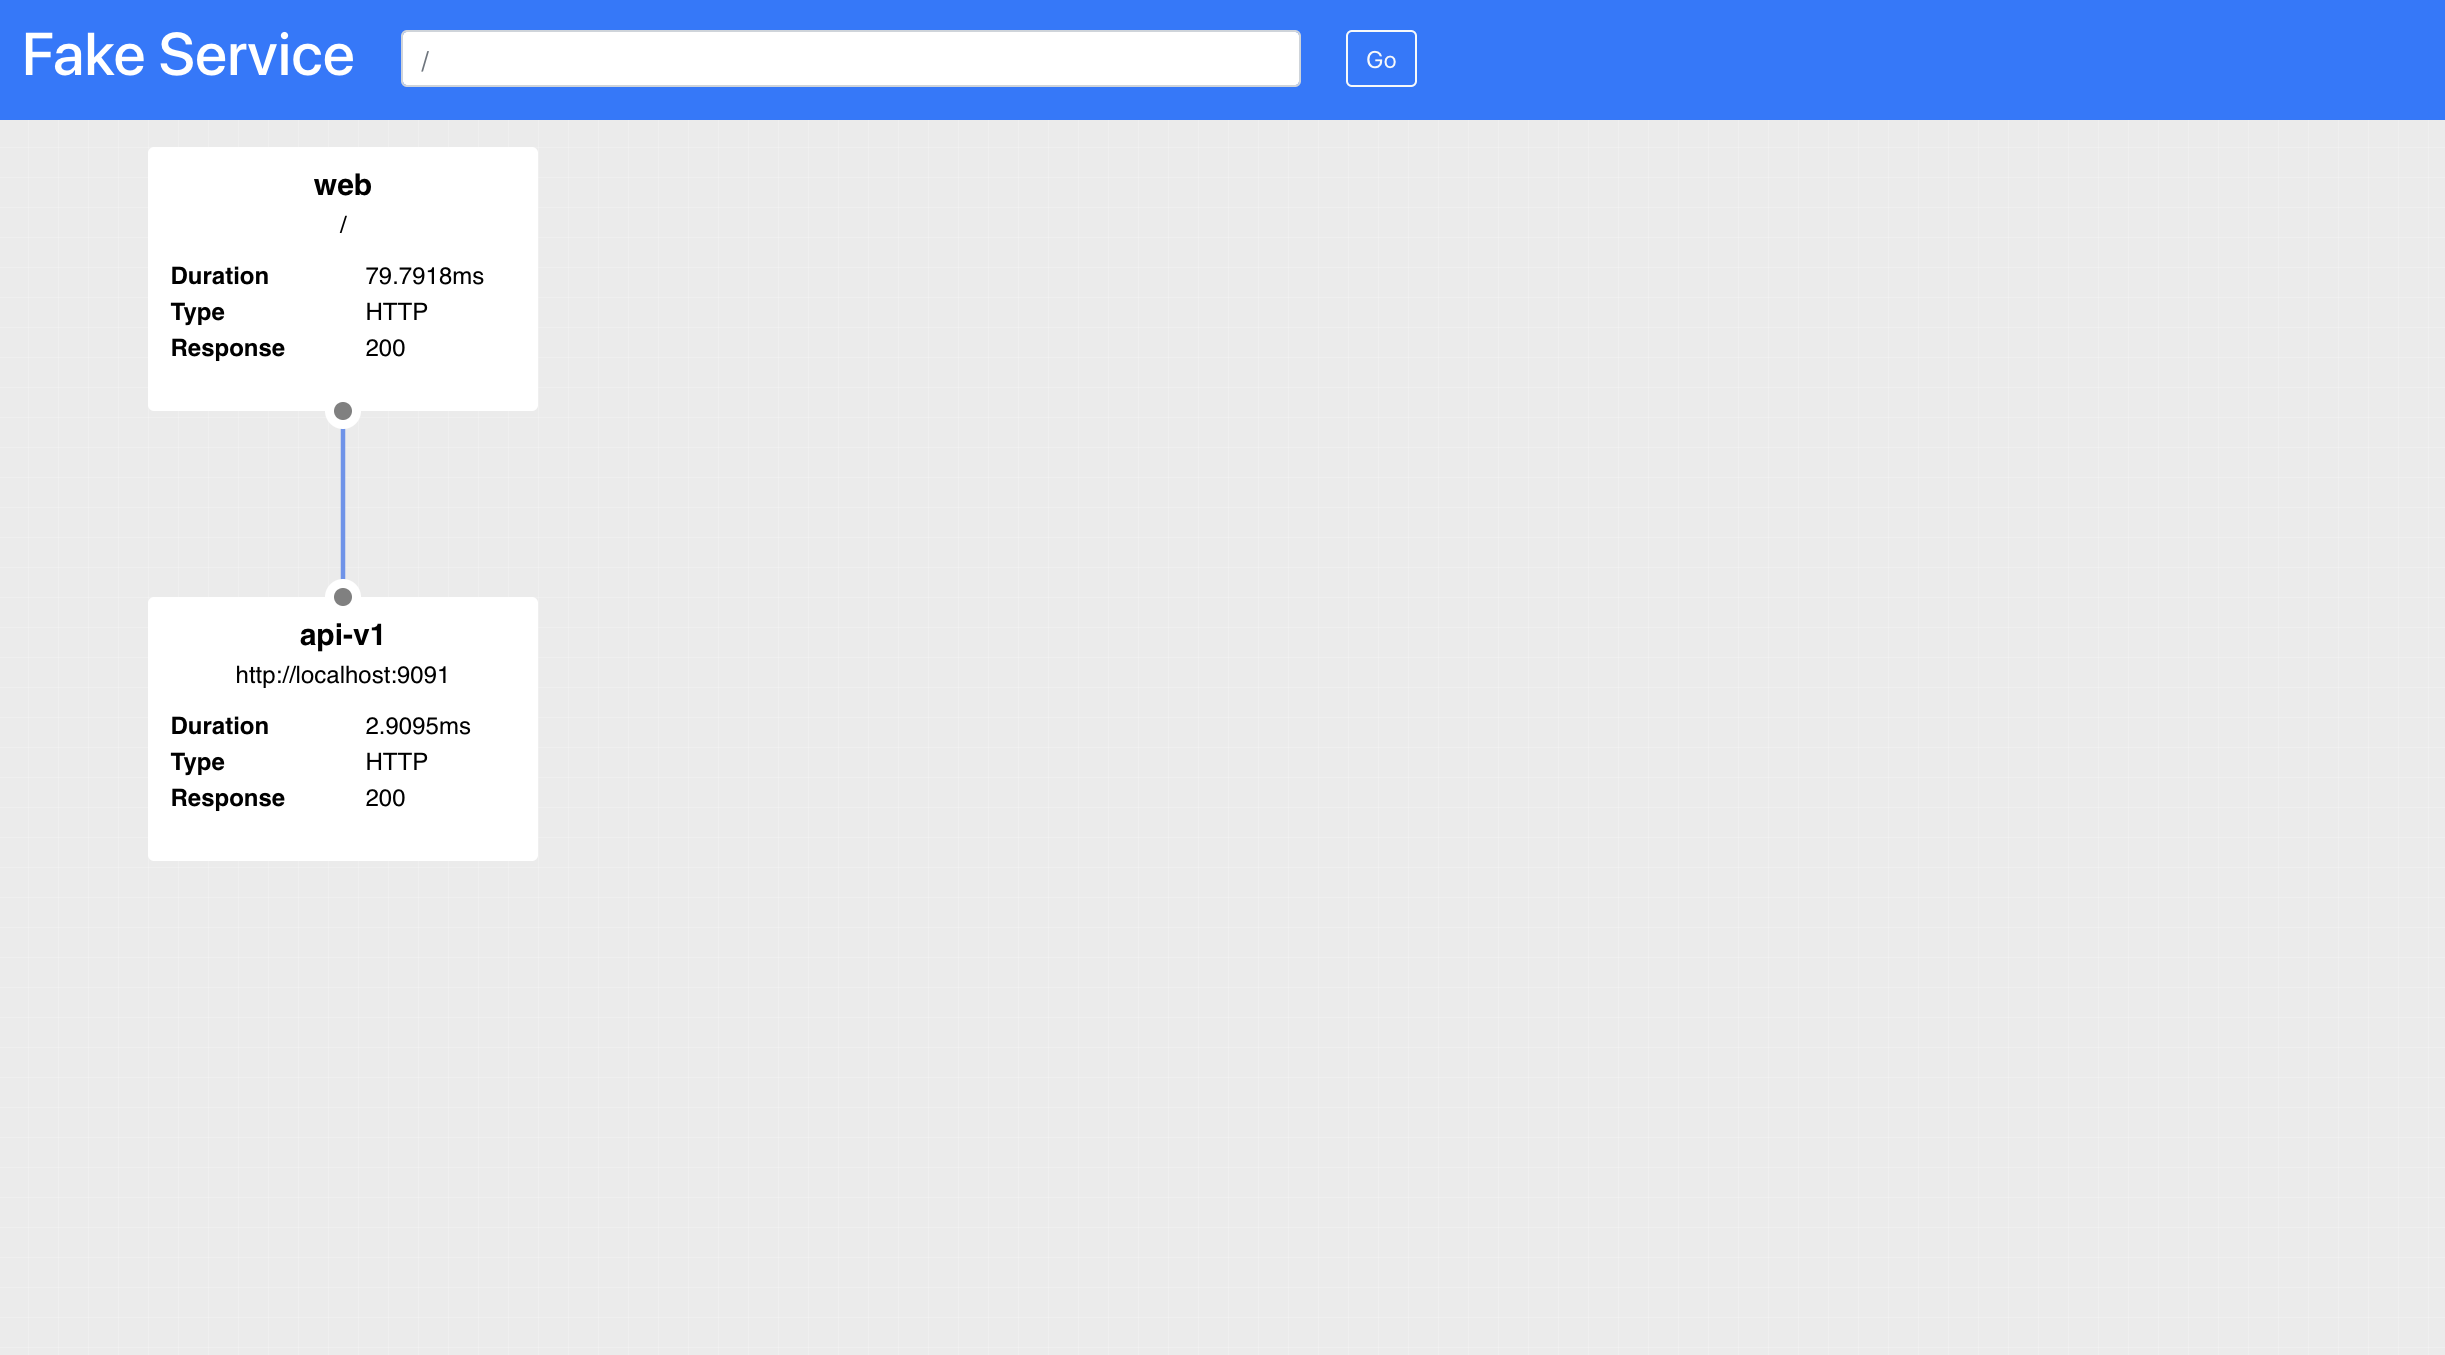 Fake Service
/
Go
web
/
Duration 79.7918ms
Type HTTP
Response 200
api-v1
http://localhost:9091
Duration 2.9095ms
Type HTTP
Response 200